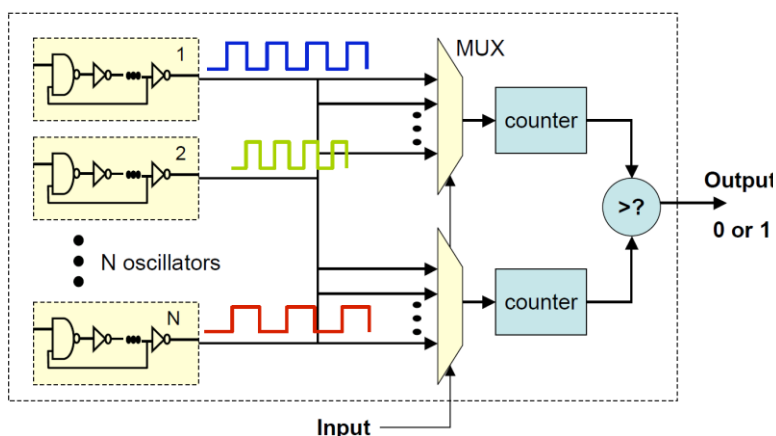 1
MUX
counter
2
Output
>?
0 or 1
N oscillators
counter
N
Input